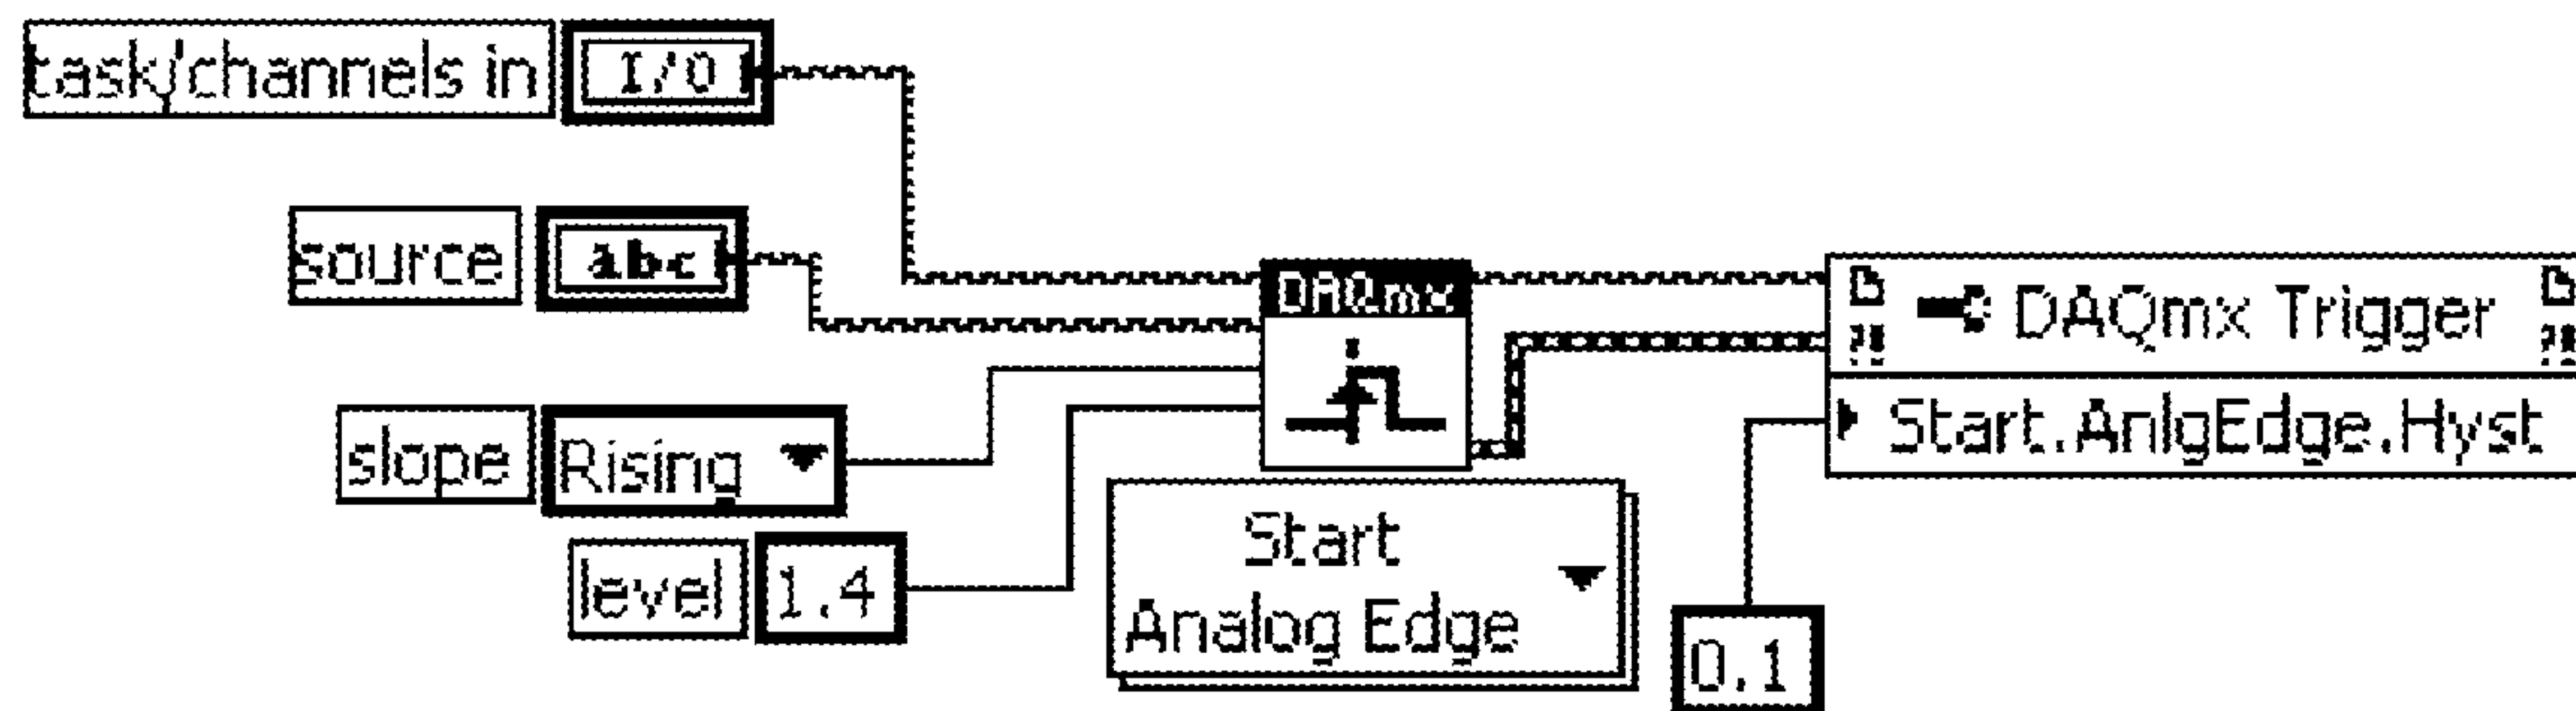 task/channels in I/O
source abc
DAQmx
DAQmx Trigger
slope Rising
Start.AnlgEdge.Hyst
level 1.4
Start
Analog Edge
0.1